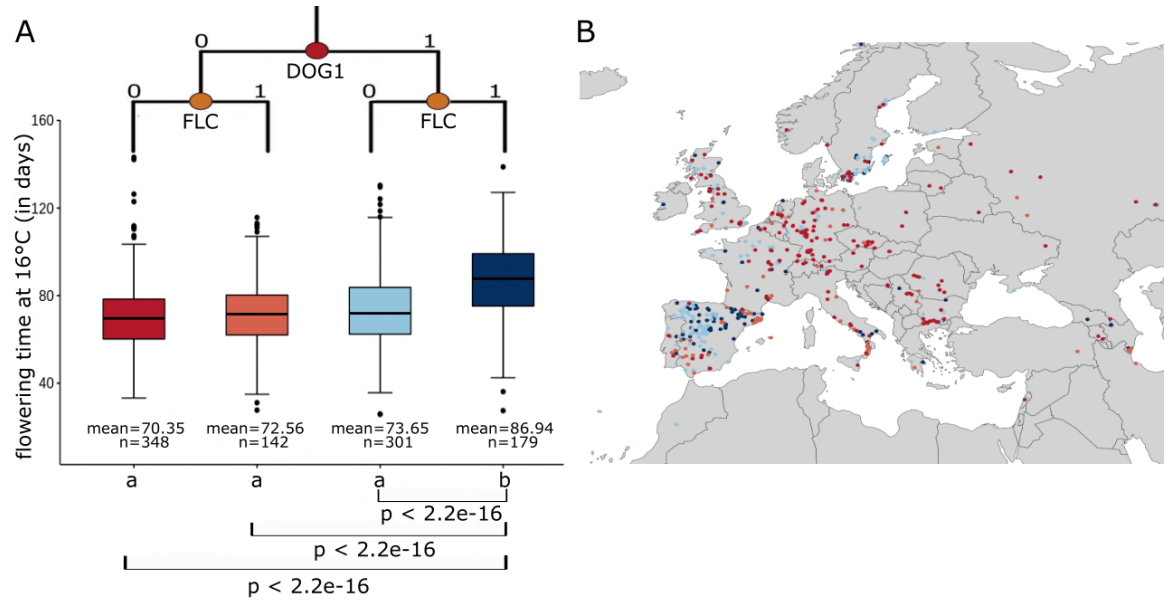 A
B
0
1
DOG1
0
1
0
1
FLC
FLC
flowering time at 16°C (in days)
160
120
80
40
mean=70.35
n=348
mean=72.56
n=142
mean=73.65
n=301
mean=86.94
n=179
a
a
a
b
p < 2.2e-16
p < 2.2e-16
p < 2.2e-16